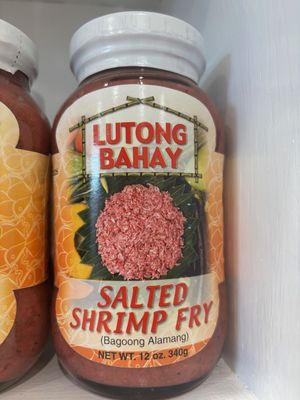 LUTONG
BAHAY
SALTED
SHRIMP FRY
(Bagoong Alamang)
NET WT. 12 oz. 340g